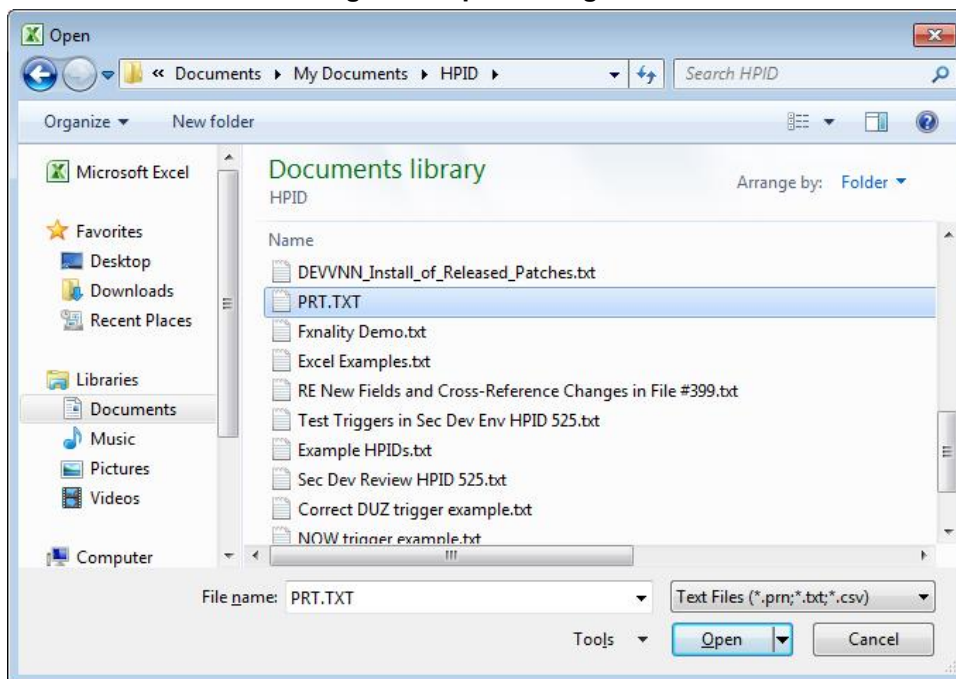 Open
« Documents ▸ My Documents ▸ HPID ▸
Search HPID
Organize
New folder
Microsoft Excel
Favorites
Desktop
Downloads
Recent Places
Libraries
Documents
Music
Pictures
Videos
Computer
Documents library
HPID
Arrange by: Folder
Name
DEVVNN_Install_of_Released_Patches.txt
PRT.TXT
Fxnality Demo.txt
Excel Examples.txt
RE New Fields and Cross-Reference Changes in File #399.txt
Test Triggers in Sec Dev Env HPID 525.txt
Example HPIDs.txt
Sec Dev Review HPID 525.txt
Correct DUZ trigger example.txt
NOW trigger example.txt
File name: PRT.TXT
Text Files (*.prn;*.txt;*.csv)
Tools
Open
Cancel